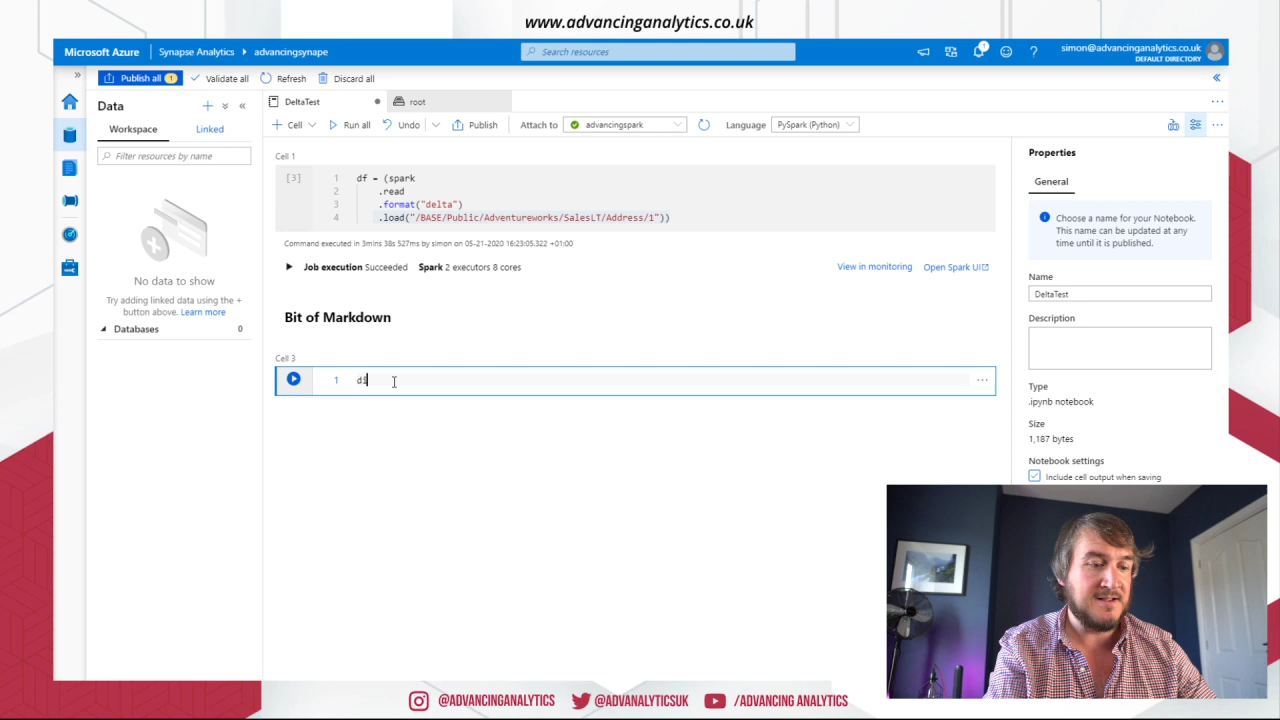 www.advancinganalytics.co.uk
Microsoft Azure
Synapse Analytics
advancingsynape
Search resources
1
simon@advancinganalytics.co.uk
DEFAULT DIRECTORY
Publish all 1
Validate all
Refresh
Discard all
Data
Workspace
Linked
Filter resources by name
No data to show
Try adding linked data using the +
button above. Learn more
Databases 0
DeltaTest
root
Cell
Run all
Undo
Publish
Attach to
advancingspark
Language
PySpark (Python)
Cell 1
[3]
1 df = (spark
2 .read
3 .format("delta")
4 .load("/BASE/Public/Adventureworks/SalesLT/Address/1"))
Command executed in 3mins 38s 527ms by simon on 05-21-2020 16:23:05.322 +01:00
Job execution Succeeded Spark 2 executors 8 cores
View in monitoring
Open Spark UI
Bit of Markdown
Cell 3
1 di
Properties
General
Choose a name for your Notebook.
This name can be updated at any
time until it is published.
Name
DeltaTest
Description
Type
.ipynb notebook
Size
1,187 bytes
Notebook settings
Include cell output when saving
@ADVANCINGANALYTICS
@ADVANALYTICSUK
/ADVANCING ANALYTICS